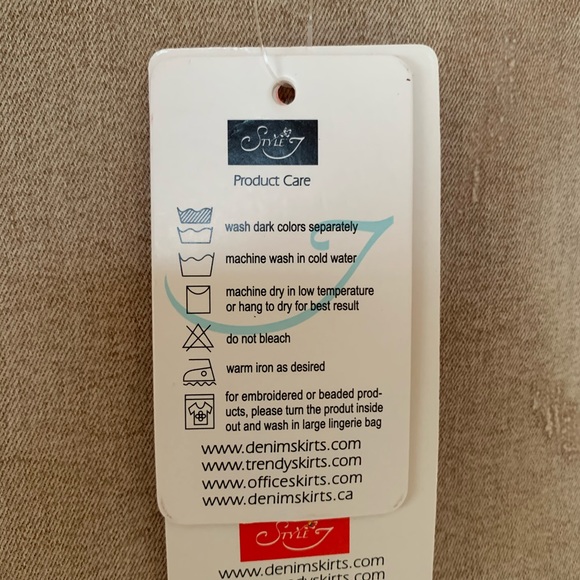 Style J
Product Care
wash dark colors separately
machine wash in cold water
machine dry in low temperature
or hang to dry for best result
do not bleach
warm iron as desired
for embroidered or beaded prod-
ucts, please turn the produt inside
out and wash in large lingerie bag
www.denimskirts.com
www.trendyskirts.com
www.officeskirts.com
www.denimskirts.ca
Style J
www.denimskirts.com